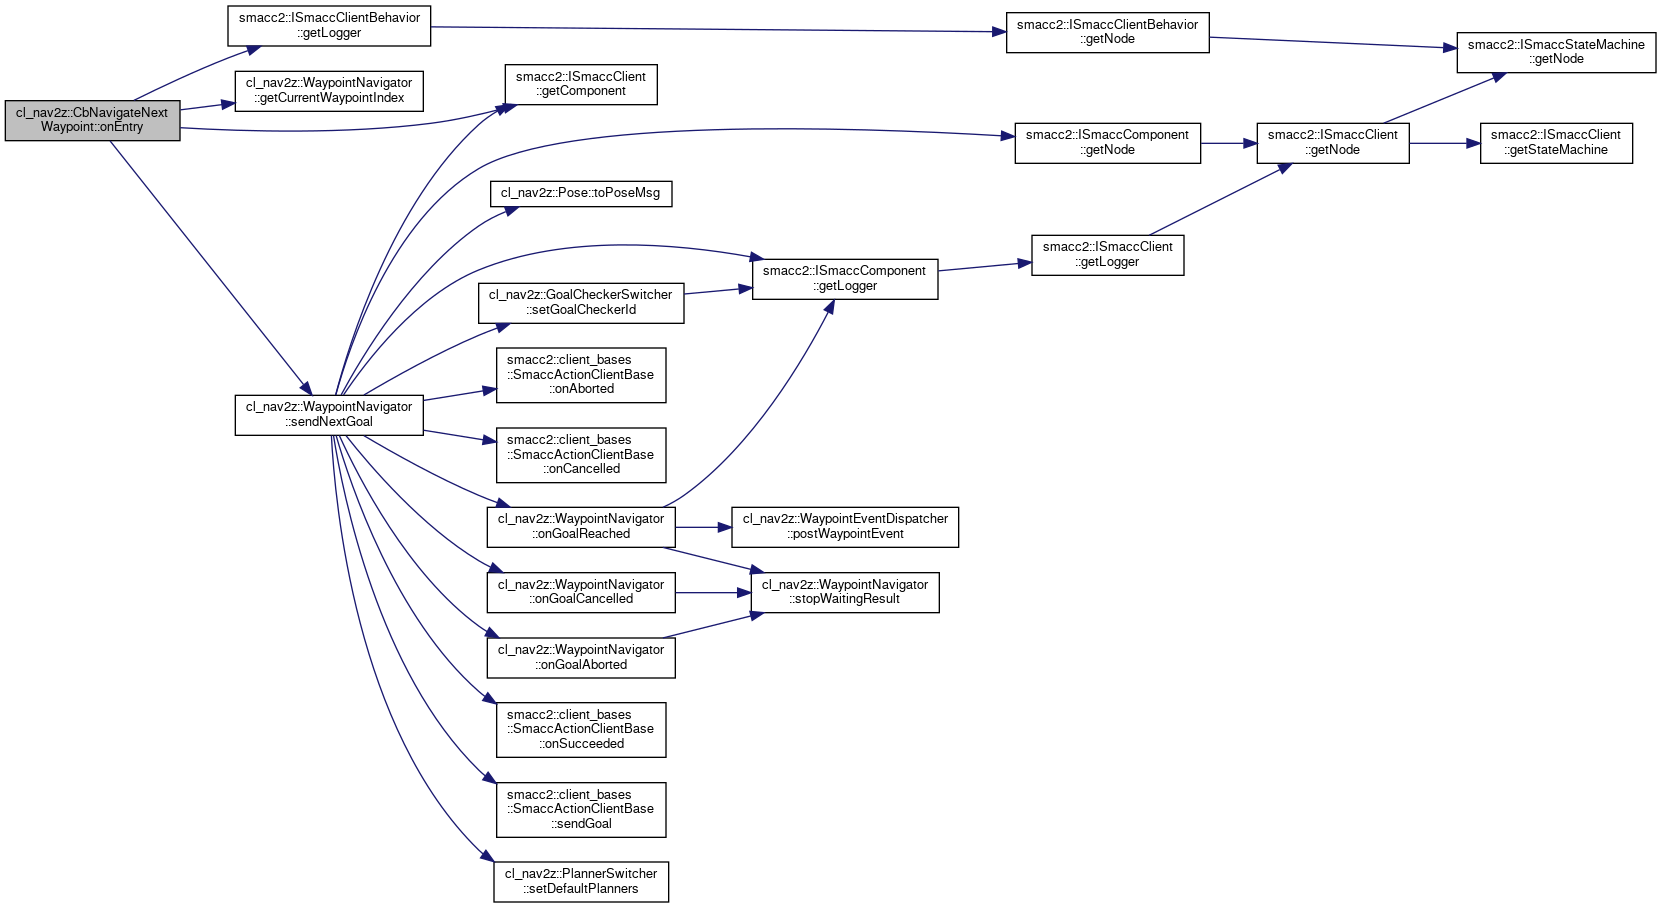 smacc2::ISmaccClientBehavior
::getLogger
smacc2::ISmaccClientBehavior
::getNode
smacc2::ISmaccStateMachine
::getNode
smacc2::ISmaccClient
::getComponent
cl_nav2z::WaypointNavigator
::getCurrentWaypointIndex
cl_nav2z::CbNavigateNext
Waypoint::onEntry
smacc2::ISmaccComponent
::getNode
smacc2::ISmaccClient
::getNode
smacc2::ISmaccClient
::getStateMachine
cl_nav2z::Pose::toPoseMsg
smacc2::ISmaccClient
::getLogger
smacc2::ISmaccComponent
::getLogger
cl_nav2z::GoalCheckerSwitcher
::setGoalCheckerId
smacc2::client_bases
::SmaccActionClientBase
::onAborted
cl_nav2z::WaypointNavigator
::sendNextGoal
smacc2::client_bases
::SmaccActionClientBase
::onCancelled
cl_nav2z::WaypointNavigator
::onGoalReached
cl_nav2z::WaypointEventDispatcher
::postWaypointEvent
cl_nav2z::WaypointNavigator
::onGoalCancelled
cl_nav2z::WaypointNavigator
::stopWaitingResult
cl_nav2z::WaypointNavigator
::onGoalAborted
smacc2::client_bases
::SmaccActionClientBase
::onSucceeded
smacc2::client_bases
::SmaccActionClientBase
::sendGoal
cl_nav2z::PlannerSwitcher
::setDefaultPlanners